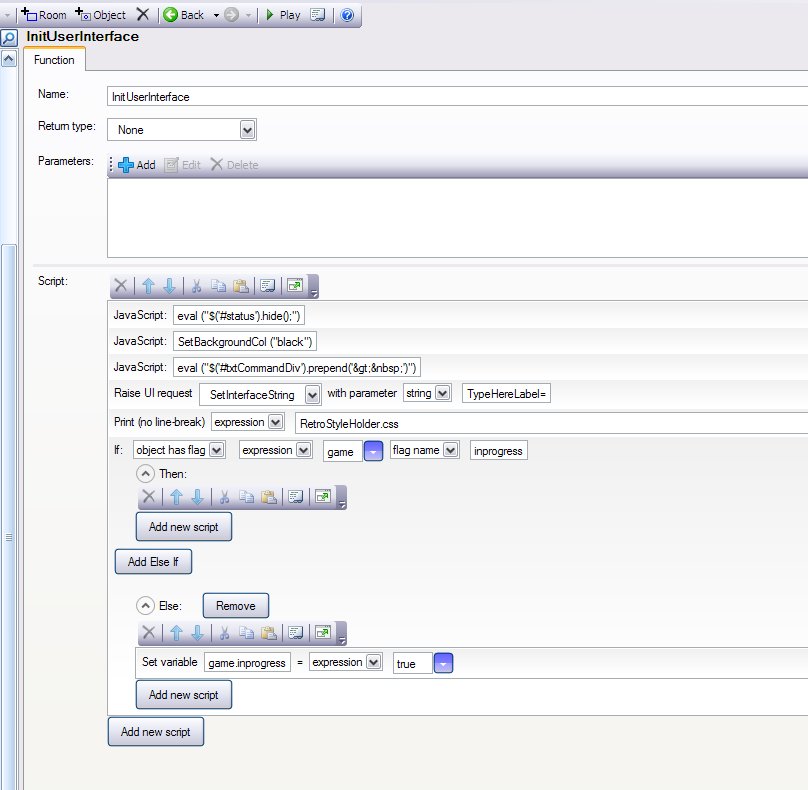 Room Object Back Play
InitUserInterface
Function
Name: InitUserInterface
Return type: None
Parameters: Add Edit Delete
Script:
JavaScript: eval ("$('#status').hide();")
JavaScript: SetBackgroundCol ("black")
JavaScript: eval ("$('#txtCommandDiv').prepend('&gt;&nbsp;')")
Raise UI request SetInterfaceString with parameter string TypeHereLabel=
Print (no line-break) expression RetroStyleHolder.css
If: object has flag expression game flag name inprogress
Then:
Add new script
Add Else If
Else: Remove
Set variable game.inprogress = expression true
Add new script
Add new script